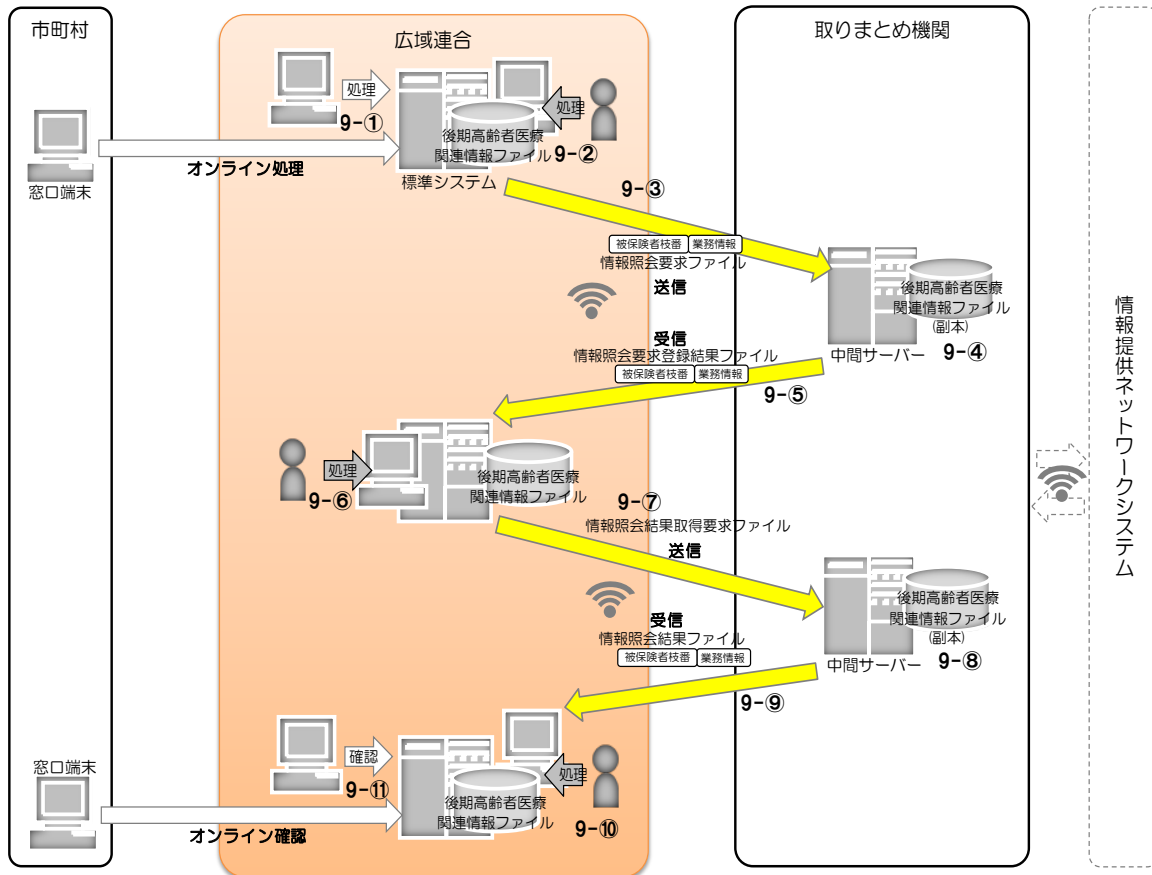 市町村
広域連合
取りまとめ機関
処理
9-①
処理
後期高齢者医療
関連情報ファイル
9-②
オンライン処理
標準システム
窓口端末
9-③
被保険者枝番
業務情報
情報照会要求ファイル
送信
後期高齢者医療
関連情報ファイル
(副本)
中間サーバー
9-④
受信
情報照会要求登録結果ファイル
被保険者枝番
業務情報
9-⑤
処理
9-⑥
後期高齢者医療
関連情報ファイル
9-⑦
情報照会結果取得要求ファイル
送信
後期高齢者医療
関連情報ファイル
(副本)
中間サーバー
9-⑧
受信
情報照会結果ファイル
被保険者枝番
業務情報
9-⑨
窓口端末
確認
9-⑪
処理
後期高齢者医療
関連情報ファイル
9-⑩
オンライン確認
情報提供ネットワークシステム